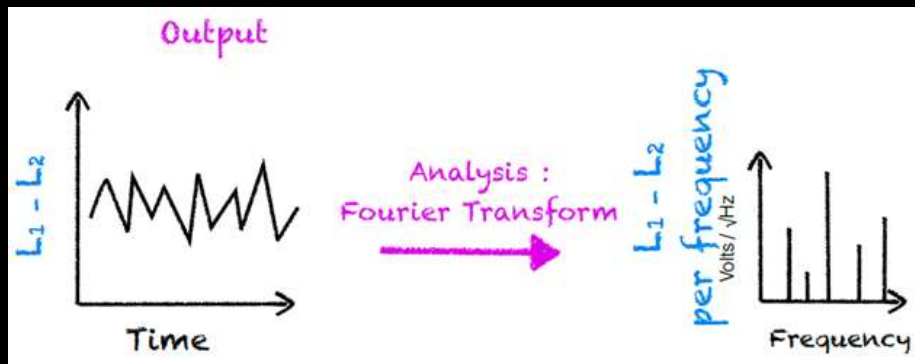 Output
L₁ - L₂
Time
Analysis :
Fourier Transform
L₁ - L₂
per frequency
Volts/√Hz
Frequency